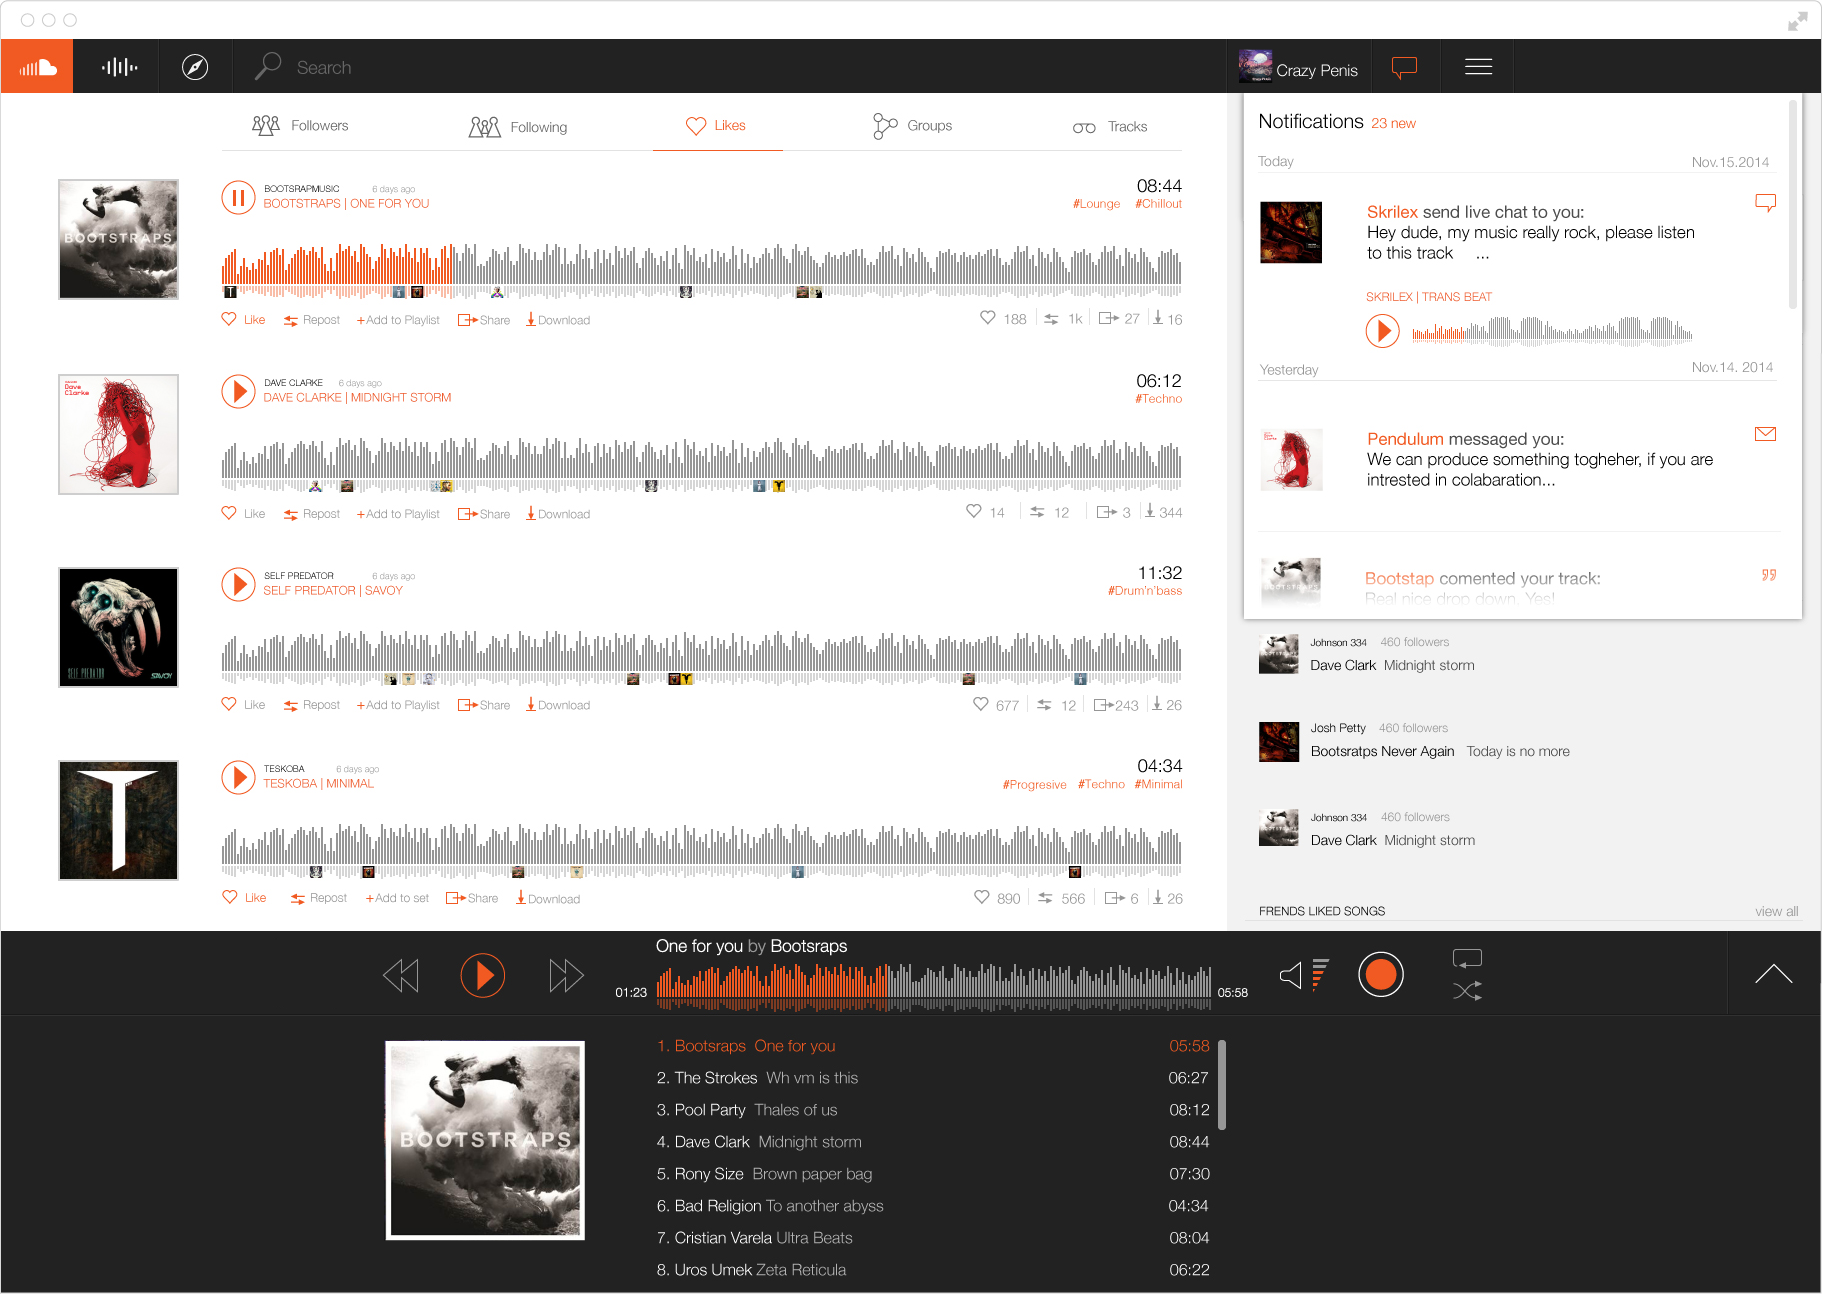 Search
Crazy Penis
Followers
Following
Likes
Groups
Tracks
BOOTSTRAPS
BOOTSRAPMUSIC 6 days ago
BOOTSTRAPS | ONE FOR YOU
08:44
#Lounge #Chillout
Like Repost +Add to Playlist Share Download
188 1k 27 16
Dave
Clarke
DAVE CLARKE 6 days ago
DAVE CLARKE | MIDNIGHT STORM
06:12
#Techno
Like Repost +Add to Playlist Share Download
14 12 3 344
SELF PREDATOR SAVOY
SELF PREDATOR 6 days ago
SELF PREDATOR | SAVOY
11:32
#Drum'n'bass
Like Repost +Add to Playlist Share Download
677 12 243 26
T
TESKOBA 6 days ago
TESKOBA | MINIMAL
04:34
#Progresive #Techno #Minimal
Like Repost +Add to set Share Download
890 566 6 26
Notifications 23 new
Today Nov.15.2014
Skrilex send live chat to you:
Hey dude, my music really rock, please listen
to this track ...
SKRILEX | TRANS BEAT
Yesterday Nov.14. 2014
Pendulum messaged you:
We can produce something togheher, if you are
intrested in colabaration...
BOOTSTRAPS
Bootstap comented your track:
Real nice drop down. Yes!
Johnson 334 460 followers
Dave Clark Midnight storm
Josh Petty 460 followers
Bootsratps Never Again Today is no more
Johnson 334 460 followers
Dave Clark Midnight storm
FRENDS LIKED SONGS view all
One for you by Bootsraps
01:23 05:58
BOOTSTRAPS
1. Bootsraps One for you 05:58
2. The Strokes Wh vm is this 06:27
3. Pool Party Thales of us 08:12
4. Dave Clark Midnight storm 08:44
5. Rony Size Brown paper bag 07:30
6. Bad Religion To another abyss 04:34
7. Cristian Varela Ultra Beats 08:04
8. Uros Umek Zeta Reticula 06:22